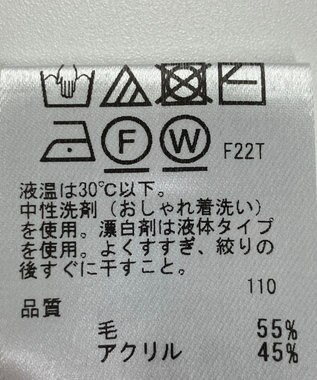 F W F22T
液温は30℃以下。
中性洗剤（おしゃれ着洗い）
を使用。漂白剤は液体タイプ
を使用。よくすすぎ、絞りの
後すぐに干すこと。
110
品質
毛 55%
アクリル 45%